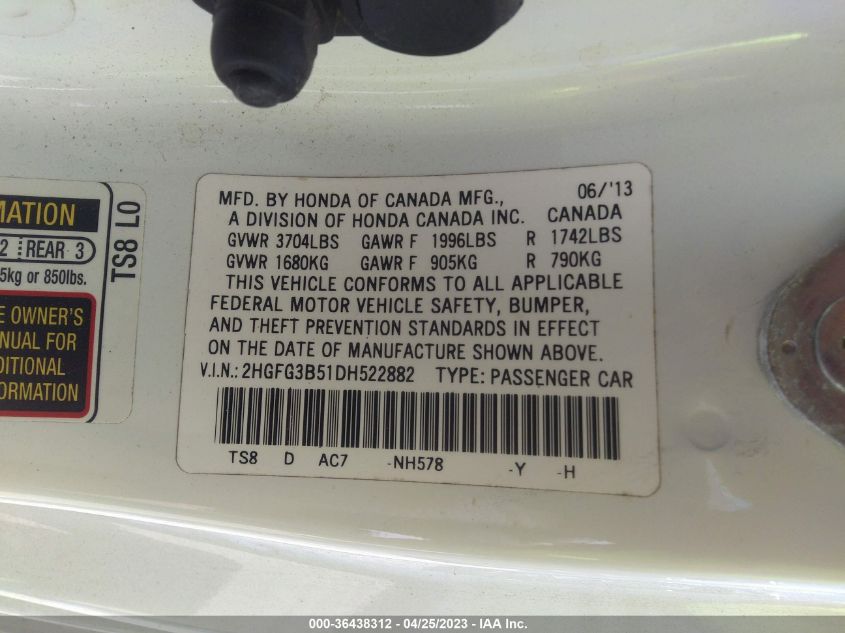 MATION
2 REAR 3
5kg or 850lbs.
E OWNER'S
NUAL FOR
DITIONAL
FORMATION
TS8 L0
MFD. BY HONDA OF CANADA MFG., 06/'13
A DIVISION OF HONDA CANADA INC. CANADA
GVWR 3704LBS GAWR F 1996LBS R 1742LBS
GVWR 1680KG GAWR F 905KG R 790KG
THIS VEHICLE CONFORMS TO ALL APPLICABLE
FEDERAL MOTOR VEHICLE SAFETY, BUMPER,
AND THEFT PREVENTION STANDARDS IN EFFECT
ON THE DATE OF MANUFACTURE SHOWN ABOVE.
V.I.N.: 2HGFG3B51DH522882 TYPE: PASSENGER CAR
TS8 D AC7 -NH578 -Y -H
000-36438312 - 04/25/2023 - IAA Inc.